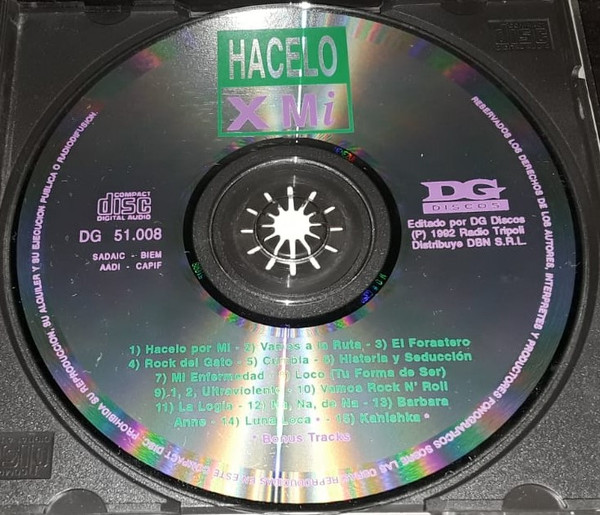 HACELO
X Mi
COMPACT
disc
DIGITAL AUDIO
DG 51.008
SADAIC - BIEM
AADI - CAPIF
DG
DISCOS
Editado por DG Discos
(P) 1992 Radio Tripoli
Distribuye DBN S.R.L.
1) Hacelo por Mi - 2) Vamos a la Ruta - 3) El Forastero
4) Rock del Gato - 5) Cumbia - 6) Histeria y Seducción
7) Mi Enfermedad - 8) Loco (Tu Forma de Ser)
9) 1, 2, Ultraviolento - 10) Vamos Rock N' Roll
11) La Logia - 12) Na, Na, de Na - 13) Barbara
Anne - 14) Luna Loca * - 15) Kanishka *
* Bonus Tracks
RESERVADOS LOS DERECHOS DE LOS AUTORES, INTERPRETES Y PRODUCTORES FONOGRAFICOS SOBRE LAS OBRAS REPRODUCIDAS EN ESTE COMPACT DISC. PROHIBIDA SU REPRODUCCION, SU ALQUILER Y SU EJECUCION PUBLICA O RADIODIFUSION.